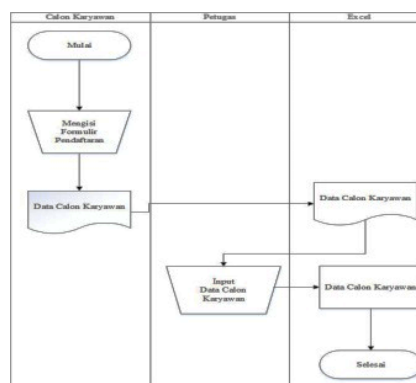 Calon Karyawan
Petugas
Excel
Mulai
Mengisi
Formulir
Pendaftaran
Data Calon Karyawan
Data Calon Karyawan
Input
Data Calon
Karyawan
Data Calon Karyawan
Selesai